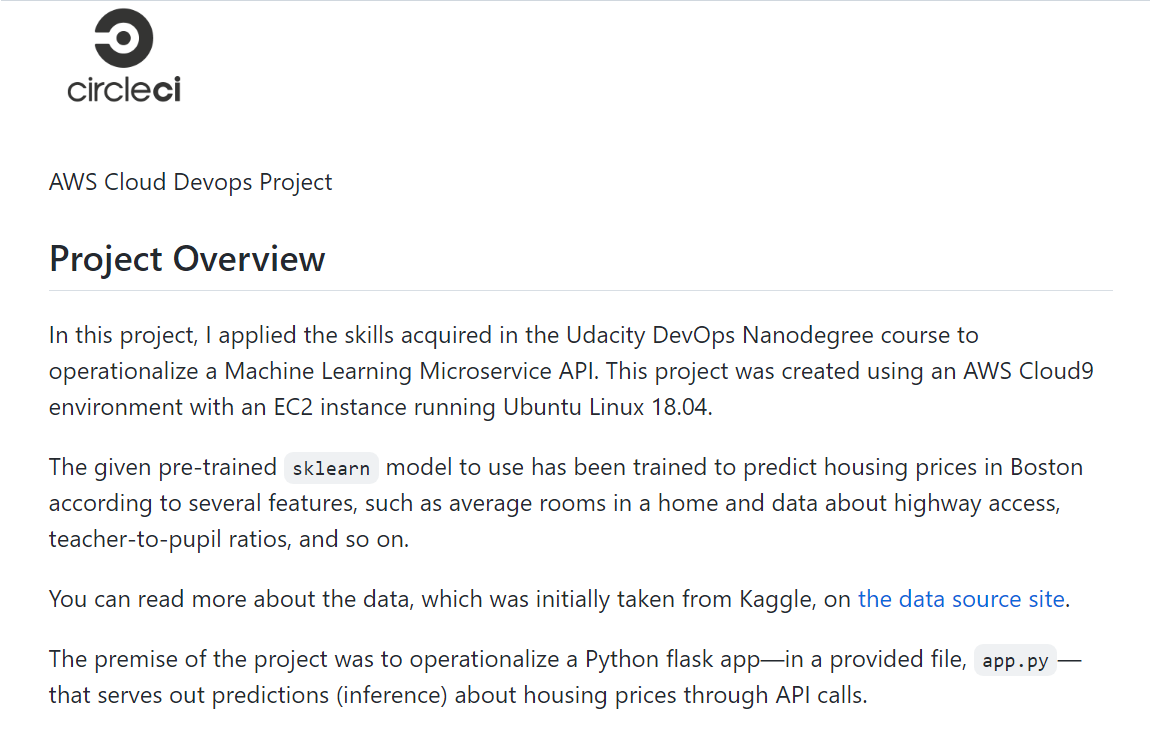 circleci
AWS Cloud Devops Project
Project Overview
In this project, I applied the skills acquired in the Udacity DevOps Nanodegree course to
operationalize a Machine Learning Microservice API. This project was created using an AWS Cloud9
environment with an EC2 instance running Ubuntu Linux 18.04.
The given pre-trained sklearn model to use has been trained to predict housing prices in Boston
according to several features, such as average rooms in a home and data about highway access,
teacher-to-pupil ratios, and so on.
You can read more about the data, which was initially taken from Kaggle, on the data source site.
The premise of the project was to operationalize a Python flask app—in a provided file, app.py —
that serves out predictions (inference) about housing prices through API calls.